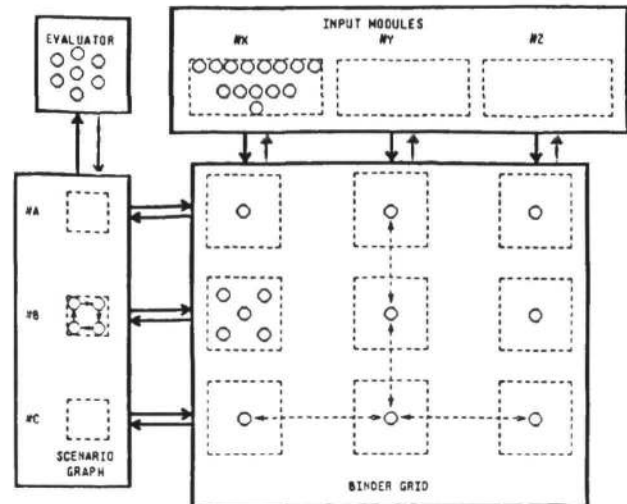 EVALUATOR
INPUT MODULES
#X #Y #Z
#A
#B
#C
SCENARIO
GRAPH
BINDER GRID